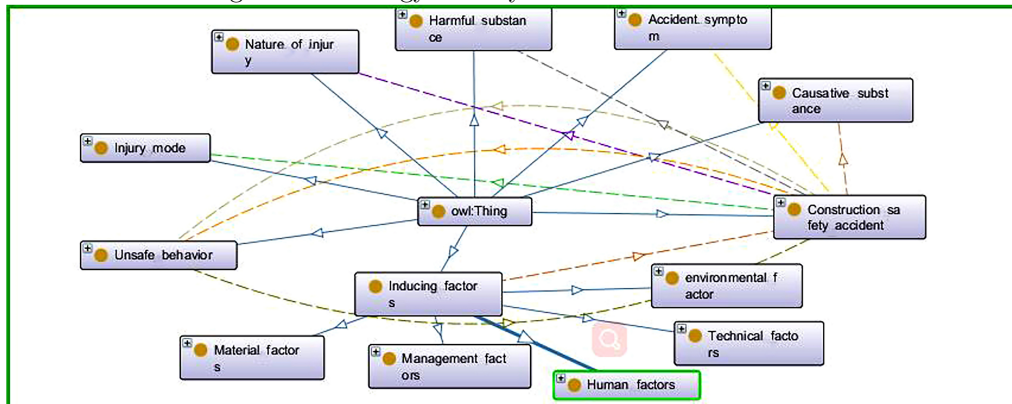 Harmful substan
ce
Accident. sympto
m
Nature of injur
y
Causative subst
ance
Injury mode
owl:Thing
Construction sa
fety accident
Unsafe behavior
Inducing factor
s
environmental f
actor
Technical facto
rs
Material factor
s
Management fact
ors
Human factors